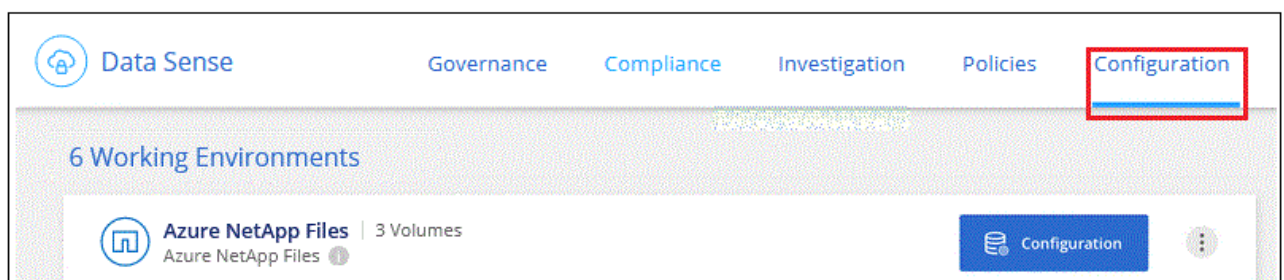 Data Sense Governance Compliance Investigation Policies Configuration
6 Working Environments
Azure NetApp Files | 3 Volumes
Azure NetApp Files
Configuration